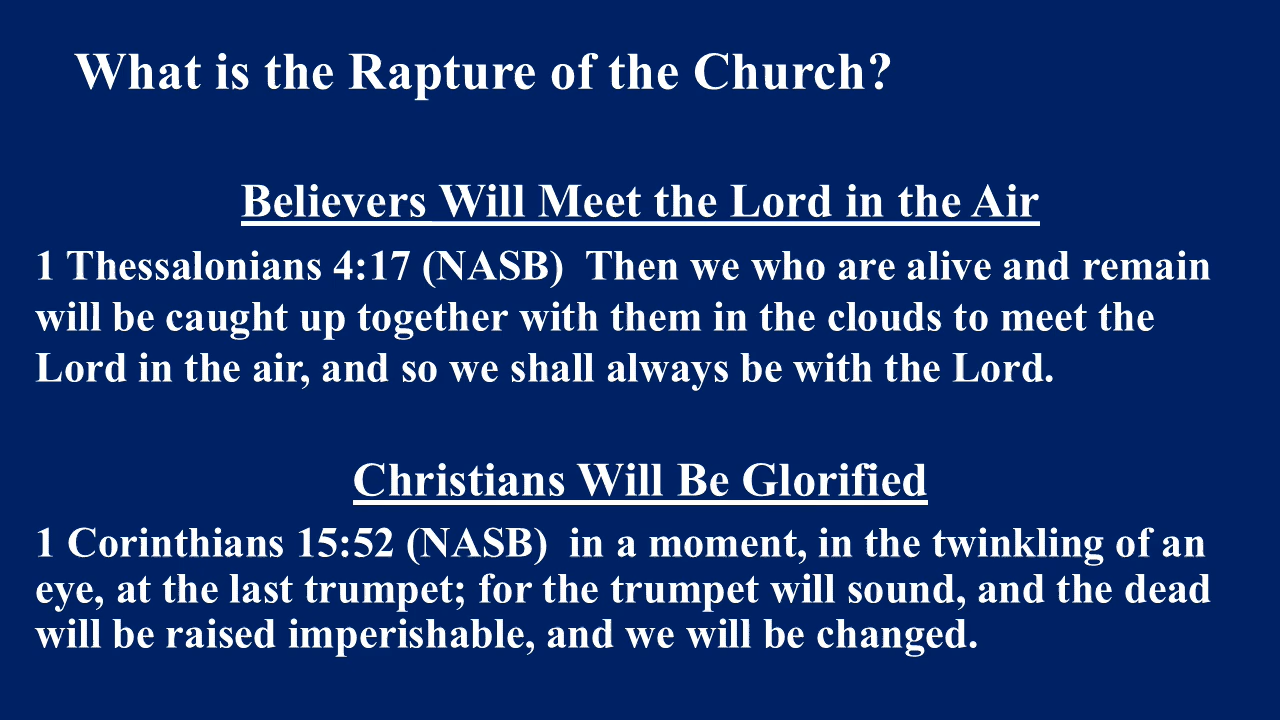 What is the Rapture of the Church?
Believers Will Meet the Lord in the Air
1 Thessalonians 4:17 (NASB)  Then we who are alive and remain
will be caught up together with them in the clouds to meet the
Lord in the air, and so we shall always be with the Lord.
Christians Will Be Glorified
1 Corinthians 15:52 (NASB)  in a moment, in the twinkling of an
eye, at the last trumpet; for the trumpet will sound, and the dead
will be raised imperishable, and we will be changed.